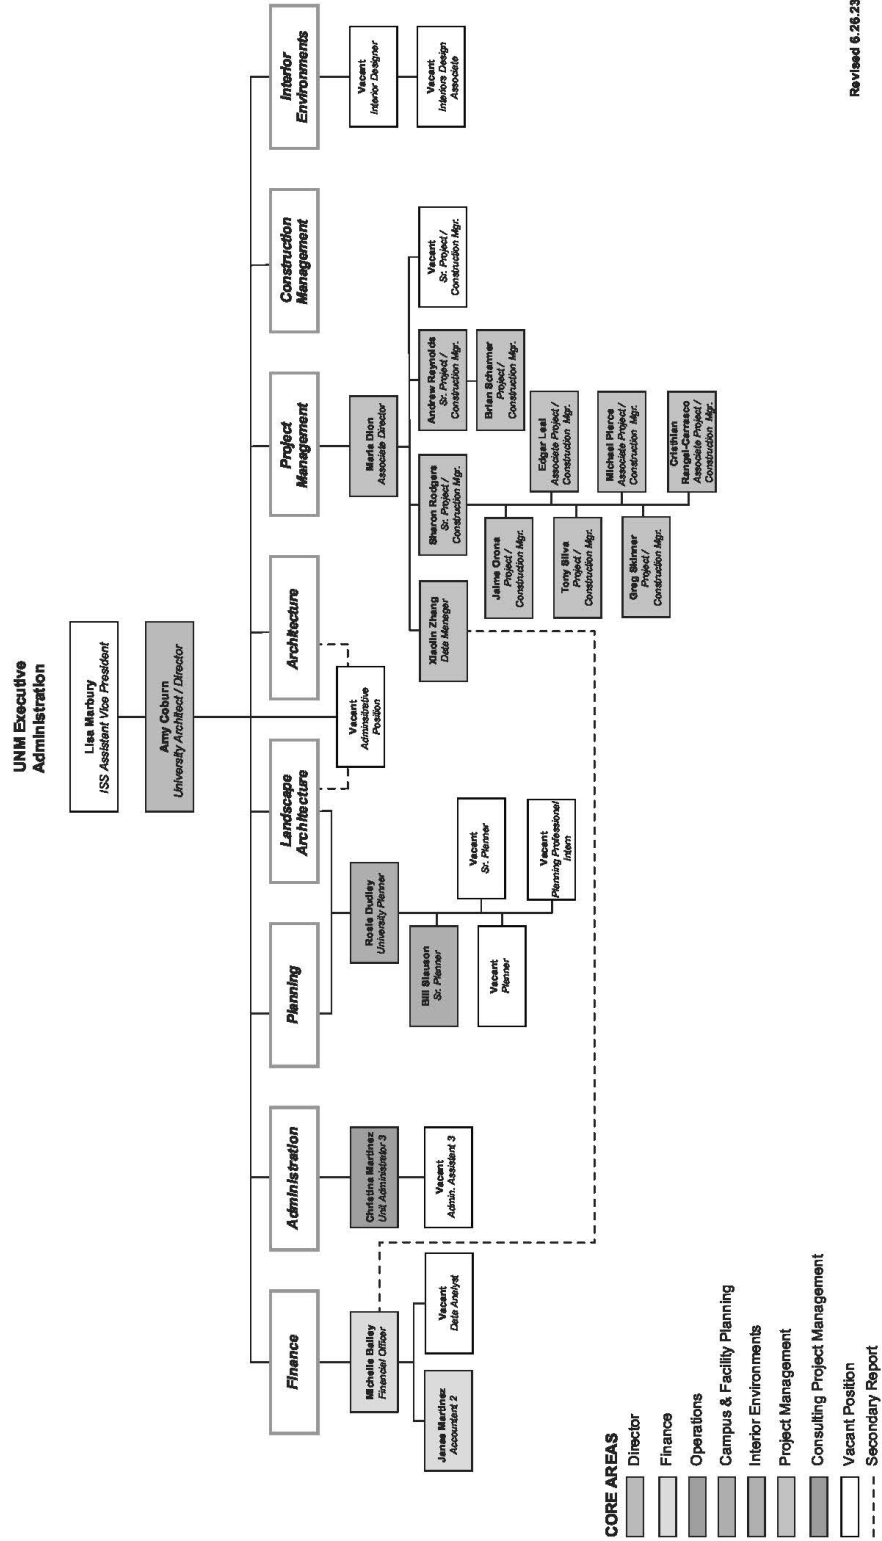 UNM Executive
Administration
Lisa Marbury
ISS Assistant Vice President
Amy Coburn
University Architect / Director
Finance
Administration
Planning
Landscape
Architecture
Architecture
Project
Management
Construction
Management
Interior
Environments
Vacant
Adminsitrative
Position
Michelle Bailey
Financial Officer
Janae Martinez
Accountant 2
Vacant
Data Analyst
Christina Martinez
Unit Administrator 3
Vacant
Admin. Assistant 3
Rosie Dudley
University Planner
Bill Slauson
Sr. Planner
Vacant
Sr. Planner
Vacant
Planner
Vacant
Planning Professional
Intern
Maria Dion
Associate Director
Xiaolin Zhang
Data Manager
Sharon Rodgers
Sr. Project /
Construction Mgr.
Andrew Raynolds
Sr. Project /
Construction Mgr.
Vacant
Sr. Project /
Construction Mgr.
Brian Scharmer
Project /
Construction Mgr.
Jaime Orona
Project /
Construction Mgr.
Edgar Leal
Associate Project /
Construction Mgr.
Tony Silva
Project /
Construction Mgr.
Michael Pierce
Associate Project /
Construction Mgr.
Greg Skinner
Project /
Construction Mgr.
Cristhian
Rangel-Carrasco
Associate Project /
Construction Mgr.
Vacant
Interior Designer
Vacant
Interiors Design
Associate
CORE AREAS
Director
Finance
Operations
Campus & Facility Planning
Interior Environments
Project Management
Consulting Project Management
Vacant Position
Secondary Report
Revised 6.26.23